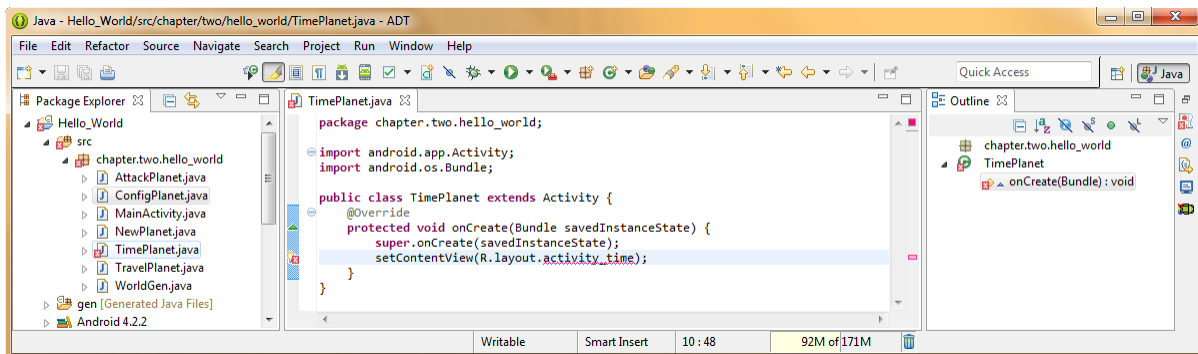 Java - Hello_World/src/chapter/two/hello_world/TimePlanet.java - ADT
File Edit Refactor Source Navigate Search Project Run Window Help
Quick Access
Java
Package Explorer
Hello_World
src
chapter.two.hello_world
AttackPlanet.java
ConfigPlanet.java
MainActivity.java
NewPlanet.java
TimePlanet.java
TravelPlanet.java
WorldGen.java
gen [Generated Java Files]
Android 4.2.2
TimePlanet.java
package chapter.two.hello_world;
import android.app.Activity;
import android.os.Bundle;
public class TimePlanet extends Activity {
@Override
protected void onCreate(Bundle savedInstanceState) {
super.onCreate(savedInstanceState);
setContentView(R.layout.activity_time);
}
}
Outline
chapter.two.hello_world
TimePlanet
onCreate(Bundle) : void
Writable Smart Insert 10 : 48 92M of 171M